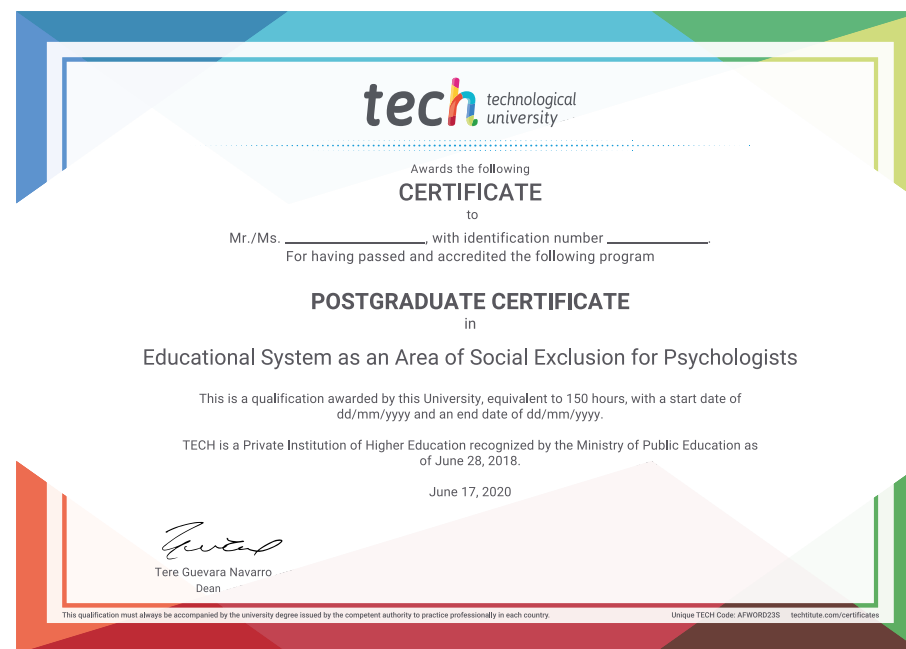 tech technological
university
Awards the following
CERTIFICATE
to
Mr./Ms. ____________________, with identification number ______________.
For having passed and accredited the following program
POSTGRADUATE CERTIFICATE
in
Educational System as an Area of Social Exclusion for Psychologists
This is a qualification awarded by this University, equivalent to 150 hours, with a start date of
dd/mm/yyyy and an end date of dd/mm/yyyy.
TECH is a Private Institution of Higher Education recognized by the Ministry of Public Education as
of June 28, 2018.
June 17, 2020
Tere Guevara Navarro
Dean
This qualification must always be accompanied by the university degree issued by the competent authority to practice professionally in each country.
Unique TECH Code: AFWORD23S techtitute.com/certificates